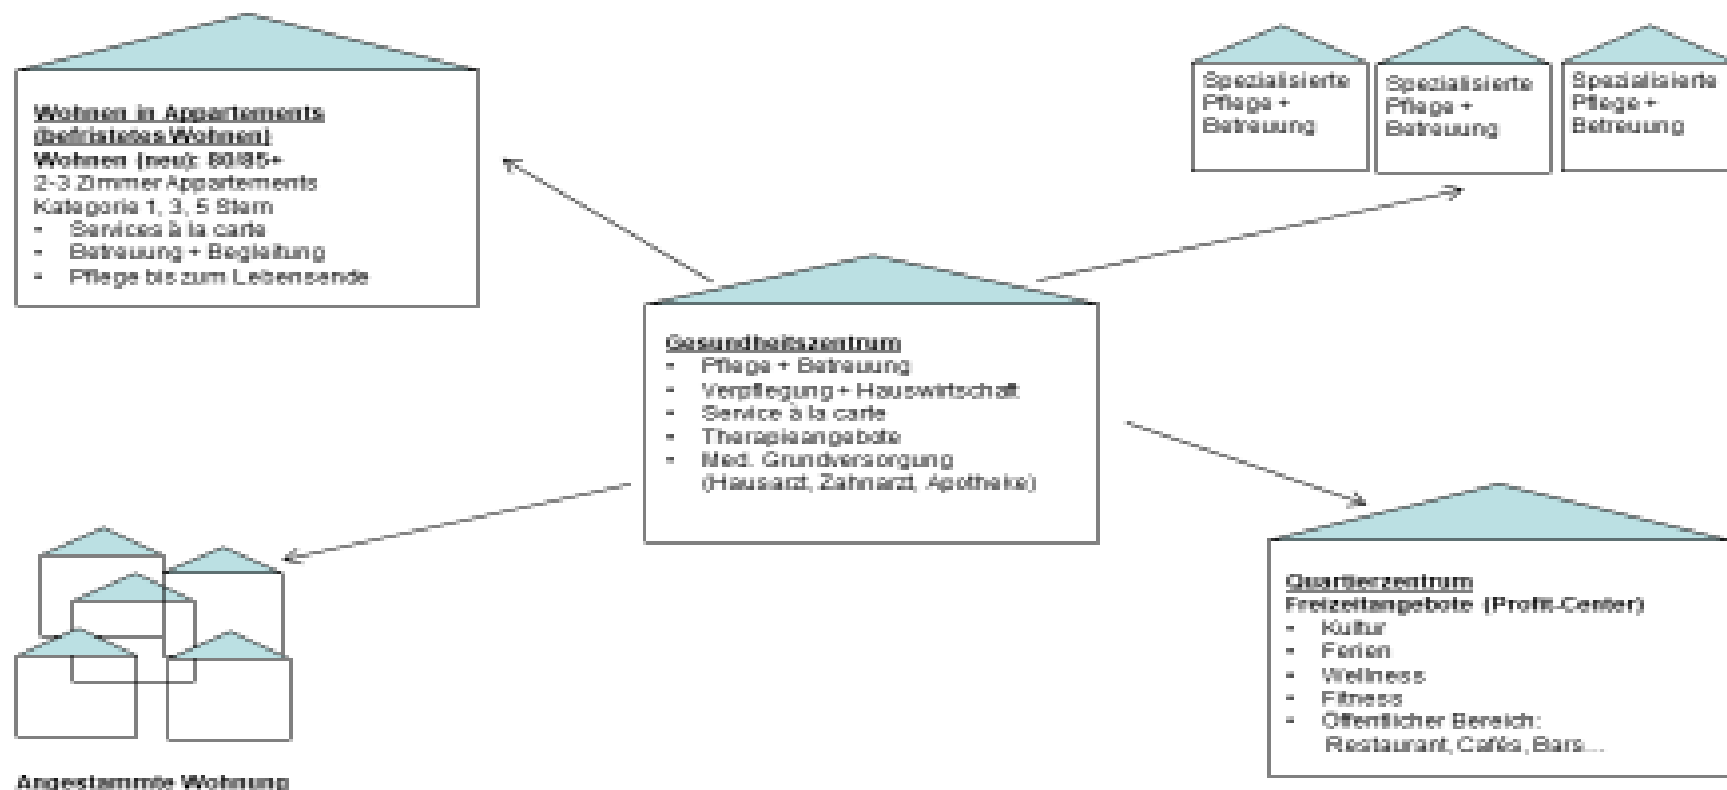 Wohnen in Appartements
(befristetes Wohnen)
Wohnen (neu): 80/85+
2-3 Zimmer Appartements
Kategorie 1, 3, 5 Stern
- Services à la carte
- Betreuung + Begleitung
- Pflege bis zum Lebensende
Spezialisierte
Pflege +
Betreuung
Spezialisierte
Pflege +
Betreuung
Spezialisierte
Pflege +
Betreuung
Gesundheitszentrum
- Pflege + Betreuung
- Verpflegung + Hauswirtschaft
- Service à la carte
- Therapieangebote
- Med. Grundversorgung
(Hausarzt, Zahnarzt, Apotheke)
Angestammte Wohnung
Quartierzentrum
Freizeitangebote (Profit-Center)
- Kultur
- Ferien
- Wellness
- Fitness
- Öffentlicher Bereich:
Restaurant, Cafés, Bars...